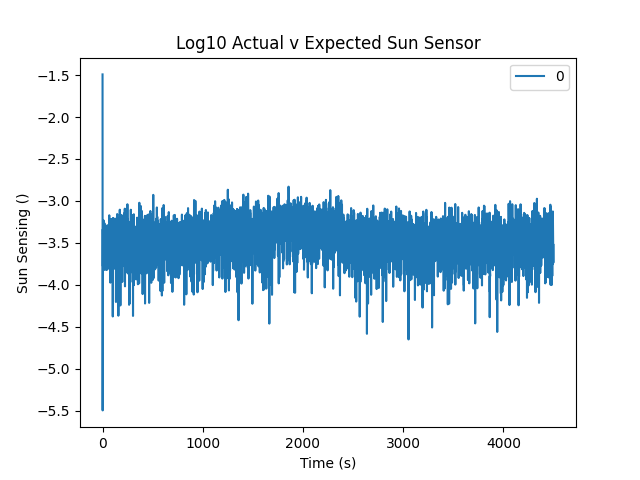 Log10 Actual v Expected Sun Sensor
0
−1.5
−2.0
−2.5
−3.0
−3.5
−4.0
−4.5
−5.0
−5.5
Sun Sensing ()
0 1000 2000 3000 4000
Time (s)